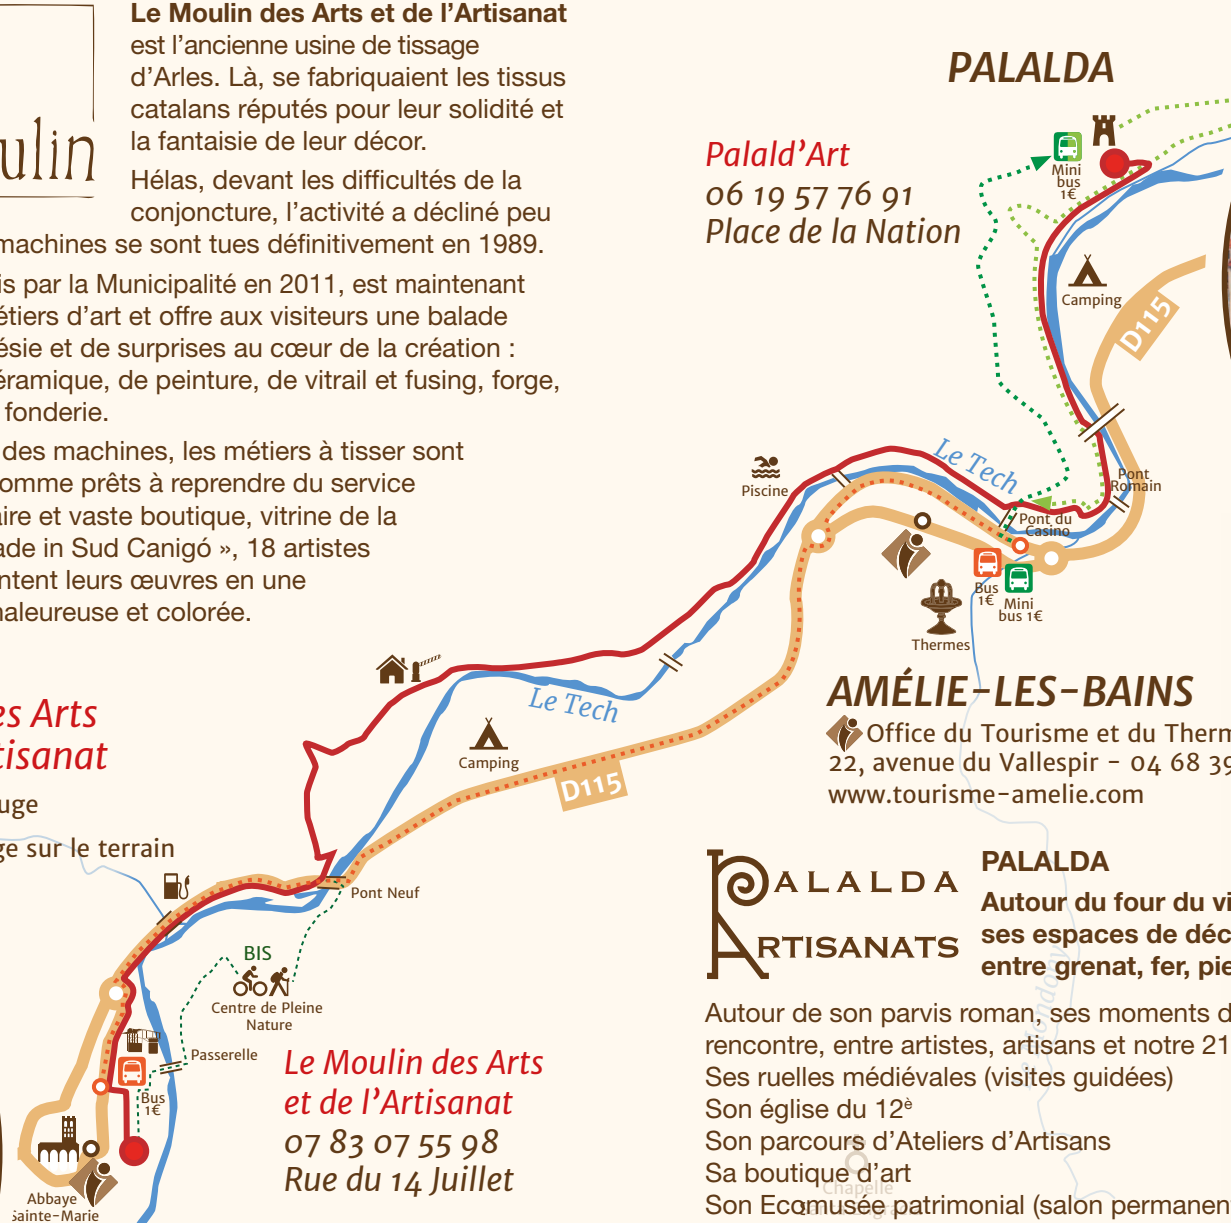 Le Moulin des Arts et de l'Artisanat
est l'ancienne usine de tissage
d'Arles. Là, se fabriquaient les tissus
catalans réputés pour leur solidité et
la fantaisie de leur décor.
ulin
Hélas, devant les difficultés de la
conjoncture, l'activité a décliné peu
machines se sont tues définitivement en 1989.
is par la Municipalité en 2011, est maintenant
étiers d'art et offre aux visiteurs une balade
ésie et de surprises au cœur de la création :
éramique, de peinture, de vitrail et fusing, forge,
fonderie.
des machines, les métiers à tisser sont
omme prêts à reprendre du service
aire et vaste boutique, vitrine de la
ade in Sud Canigó », 18 artistes
ntent leurs œuvres en une
haleureuse et colorée.
es Arts
tisanat
uge
ge sur le terrain
PALALDA
Palald'Art
06 19 57 76 91
Place de la Nation
Mini
bus
1€
Camping
D115
Pont
Romain
Le Tech
Piscine
Pont du
Casino
Bus
1€
Mini
bus 1€
Thermes
Le Tech
Camping
D115
AMÉLIE-LES-BAINS
Office du Tourisme et du Therm
22, avenue du Vallespir - 04 68 39
www.tourisme-amelie.com
Pont Neuf
BIS
Centre de Pleine
Nature
Passerelle
Bus
1€
Abbaye
Sainte-Marie
Le Moulin des Arts
et de l'Artisanat
07 83 07 55 98
Rue du 14 Juillet
PALALDA
ARTISANATS
PALALDA
Autour du four du vi
ses espaces de déc
entre grenat, fer, pie
ondony
Autour de son parvis roman, ses moments d
rencontre, entre artistes, artisans et notre 21
Ses ruelles médiévales (visites guidées)
Son église du 12è
Son parcours d'Ateliers d'Artisans
Sa boutique d'art
Chapelle
Son Ecomusée patrimonial (salon permanen